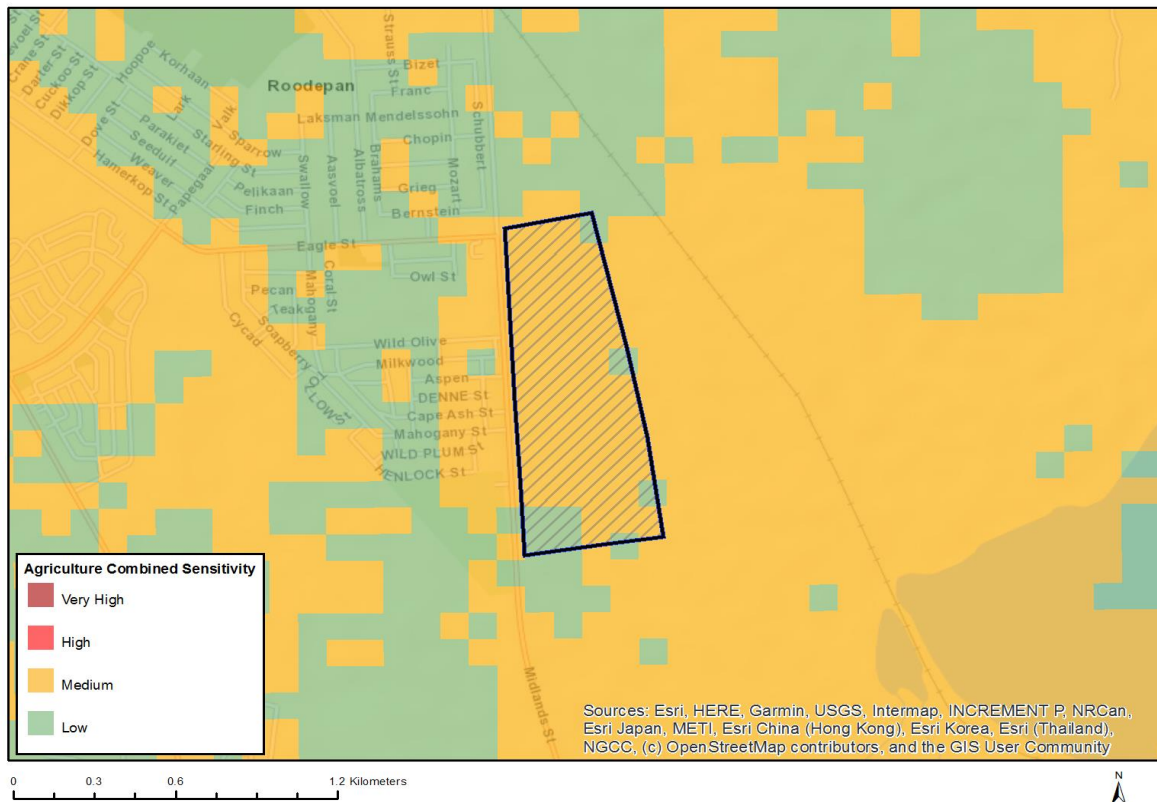 Crane St
Darter St
Cuckoo St
Dikkop St
Hoopoe
Korhaan
Lark
Valk
Dove St
Parakiet
Seeduif
Weaver
Hamerkop St
Papegaai
Starling St
Sparrow
Pelikaan
Finch
Swallow
Aasvoel
Albatross
Roodepan
Strauss St
Bizet
Franc
Laksman Mendelssohn
Chopin
Brahams
Grieg
Mozart
Bernstein
Schubbert
Eagle St
Owl St
Coral St
Mahogany
Pecan
Teak
Cycad
Soapberry Ct
Wild Olive
Milkwood
Aspen
DENNE St
Cape Ash St
Mahogany St
WILD PLUM St
HENLOCK St
Midlands St
Agriculture Combined Sensitivity
Very High
High
Medium
Low
Sources: Esri, HERE, Garmin, USGS, Intermap, INCREMENT P, NRCan,
Esri Japan, METI, Esri China (Hong Kong), Esri Korea, Esri (Thailand),
NGCC, (c) OpenStreetMap contributors, and the GIS User Community
0 0.3 0.6 1.2 Kilometers
N